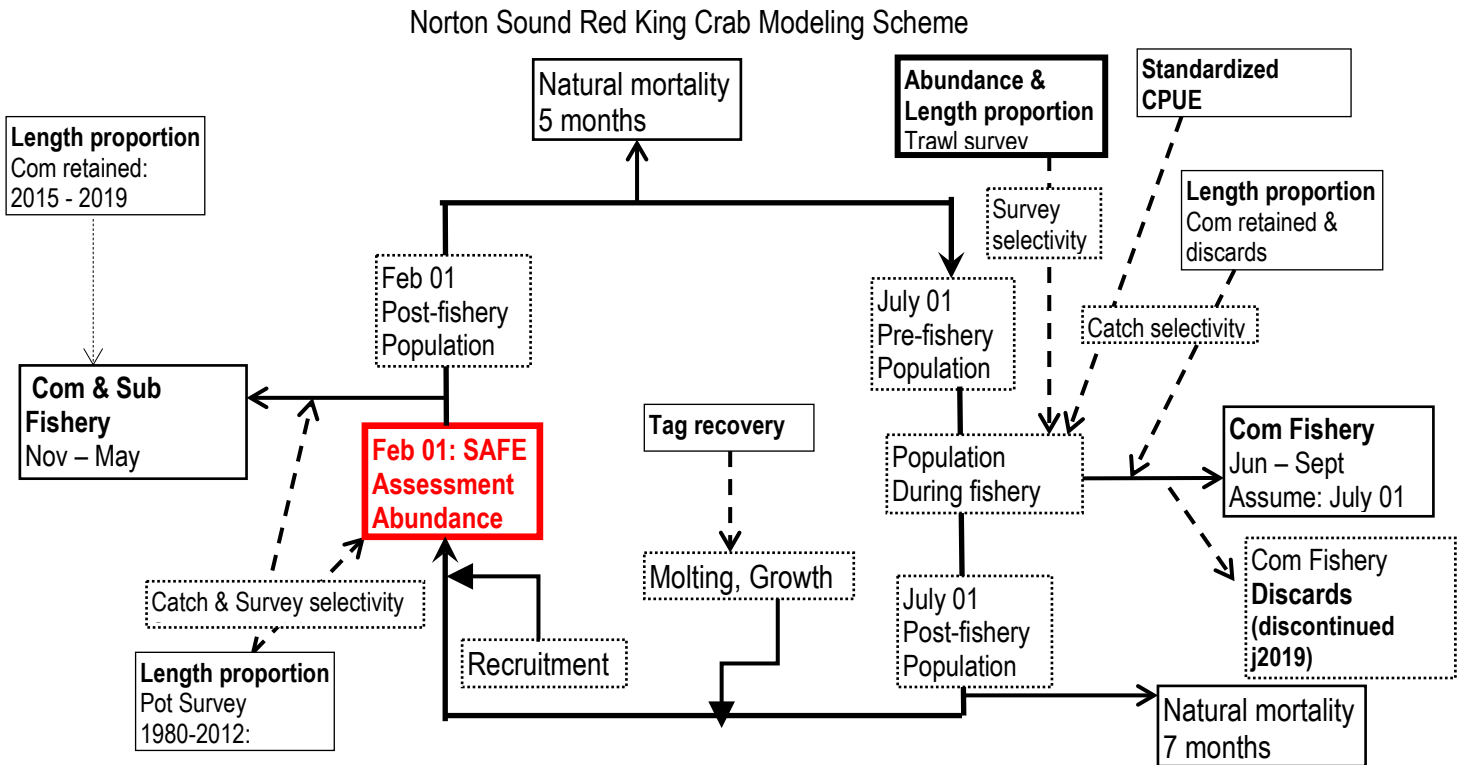 Norton Sound Red King Crab Modeling Scheme
Natural mortality
5 months
Abundance &
Length proportion
Trawl survey
Standardized
CPUE
Length proportion
Com retained:
2015 - 2019
Survey
selectivity
Length proportion
Com retained &
discards
Feb 01
Post-fishery
Population
July 01
Pre-fishery
Population
Catch selectivity
Com & Sub
Fishery
Nov – May
Feb 01: SAFE
Assessment
Abundance
Tag recovery
Population
During fishery
Com Fishery
Jun – Sept
Assume: July 01
Catch & Survey selectivity
Molting, Growth
July 01
Post-fishery
Population
Com Fishery
Discards
(discontinued
j2019)
Recruitment
Length proportion
Pot Survey
1980-2012:
Natural mortality
7 months